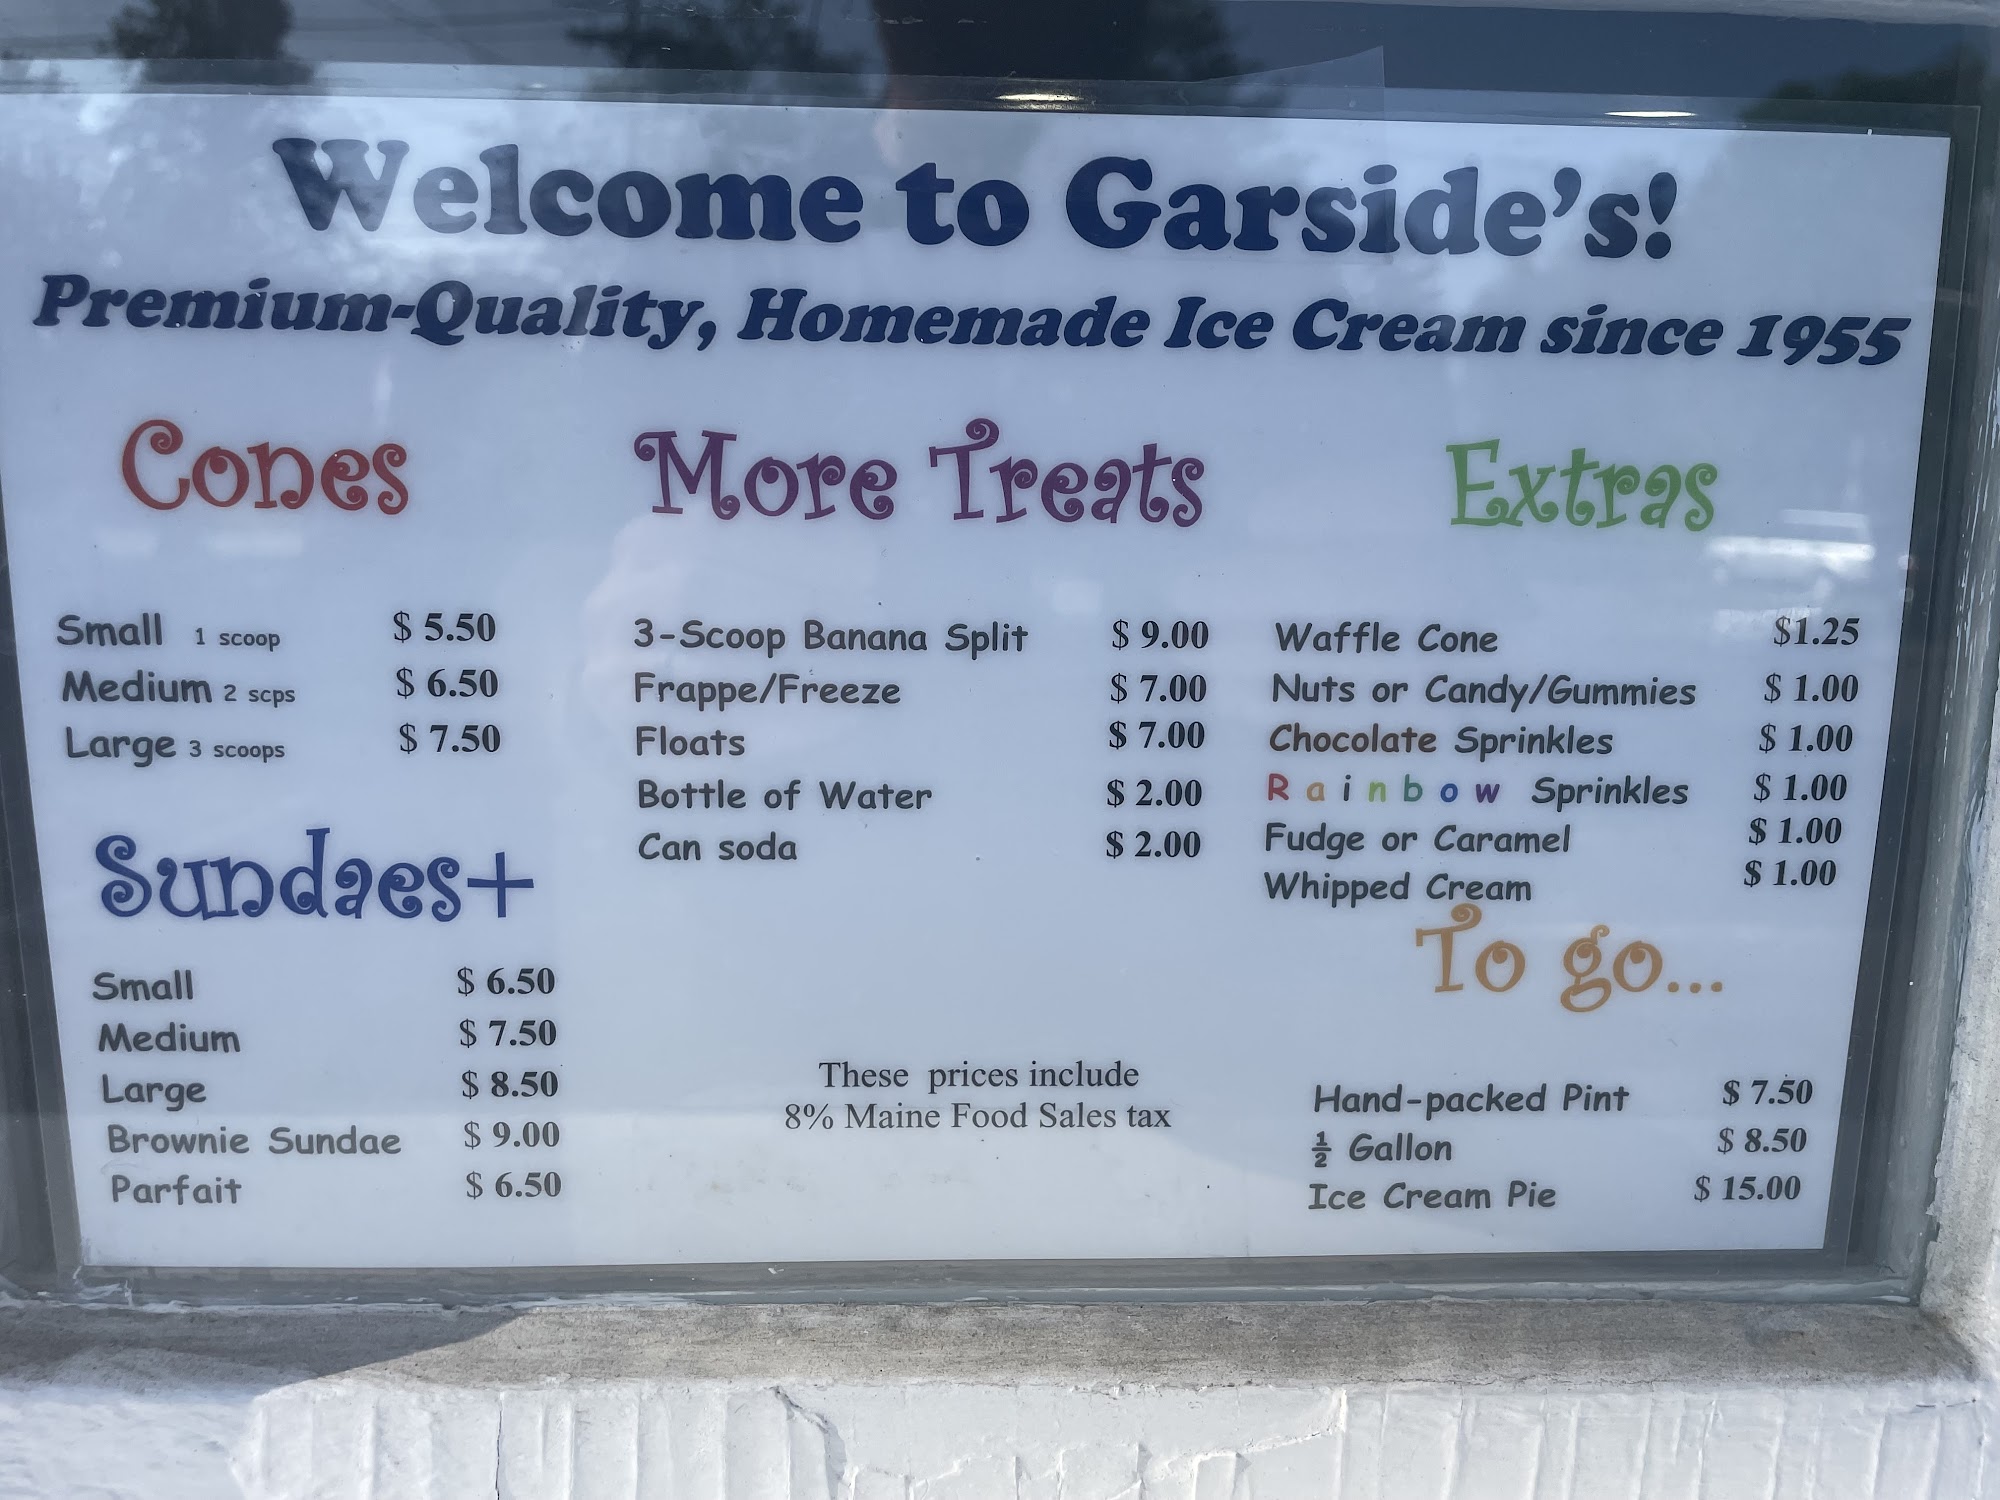 Welcome to Garside's!
Premium-Quality, Homemade Ice Cream since 1955
Cones
Small 1 scoop $ 5.50
Medium 2 scps $ 6.50
Large 3 scoops $ 7.50
Sundaes+
Small $ 6.50
Medium $ 7.50
Large $ 8.50
Brownie Sundae $ 9.00
Parfait $ 6.50
More Treats
3-Scoop Banana Split $ 9.00
Frappe/Freeze $ 7.00
Floats $ 7.00
Bottle of Water $ 2.00
Can soda $ 2.00
These prices include
8% Maine Food Sales tax
Extras
Waffle Cone $1.25
Nuts or Candy/Gummies $ 1.00
Chocolate Sprinkles $ 1.00
Rainbow Sprinkles $ 1.00
Fudge or Caramel $ 1.00
Whipped Cream $ 1.00
To go...
Hand-packed Pint $ 7.50
½ Gallon $ 8.50
Ice Cream Pie $ 15.00